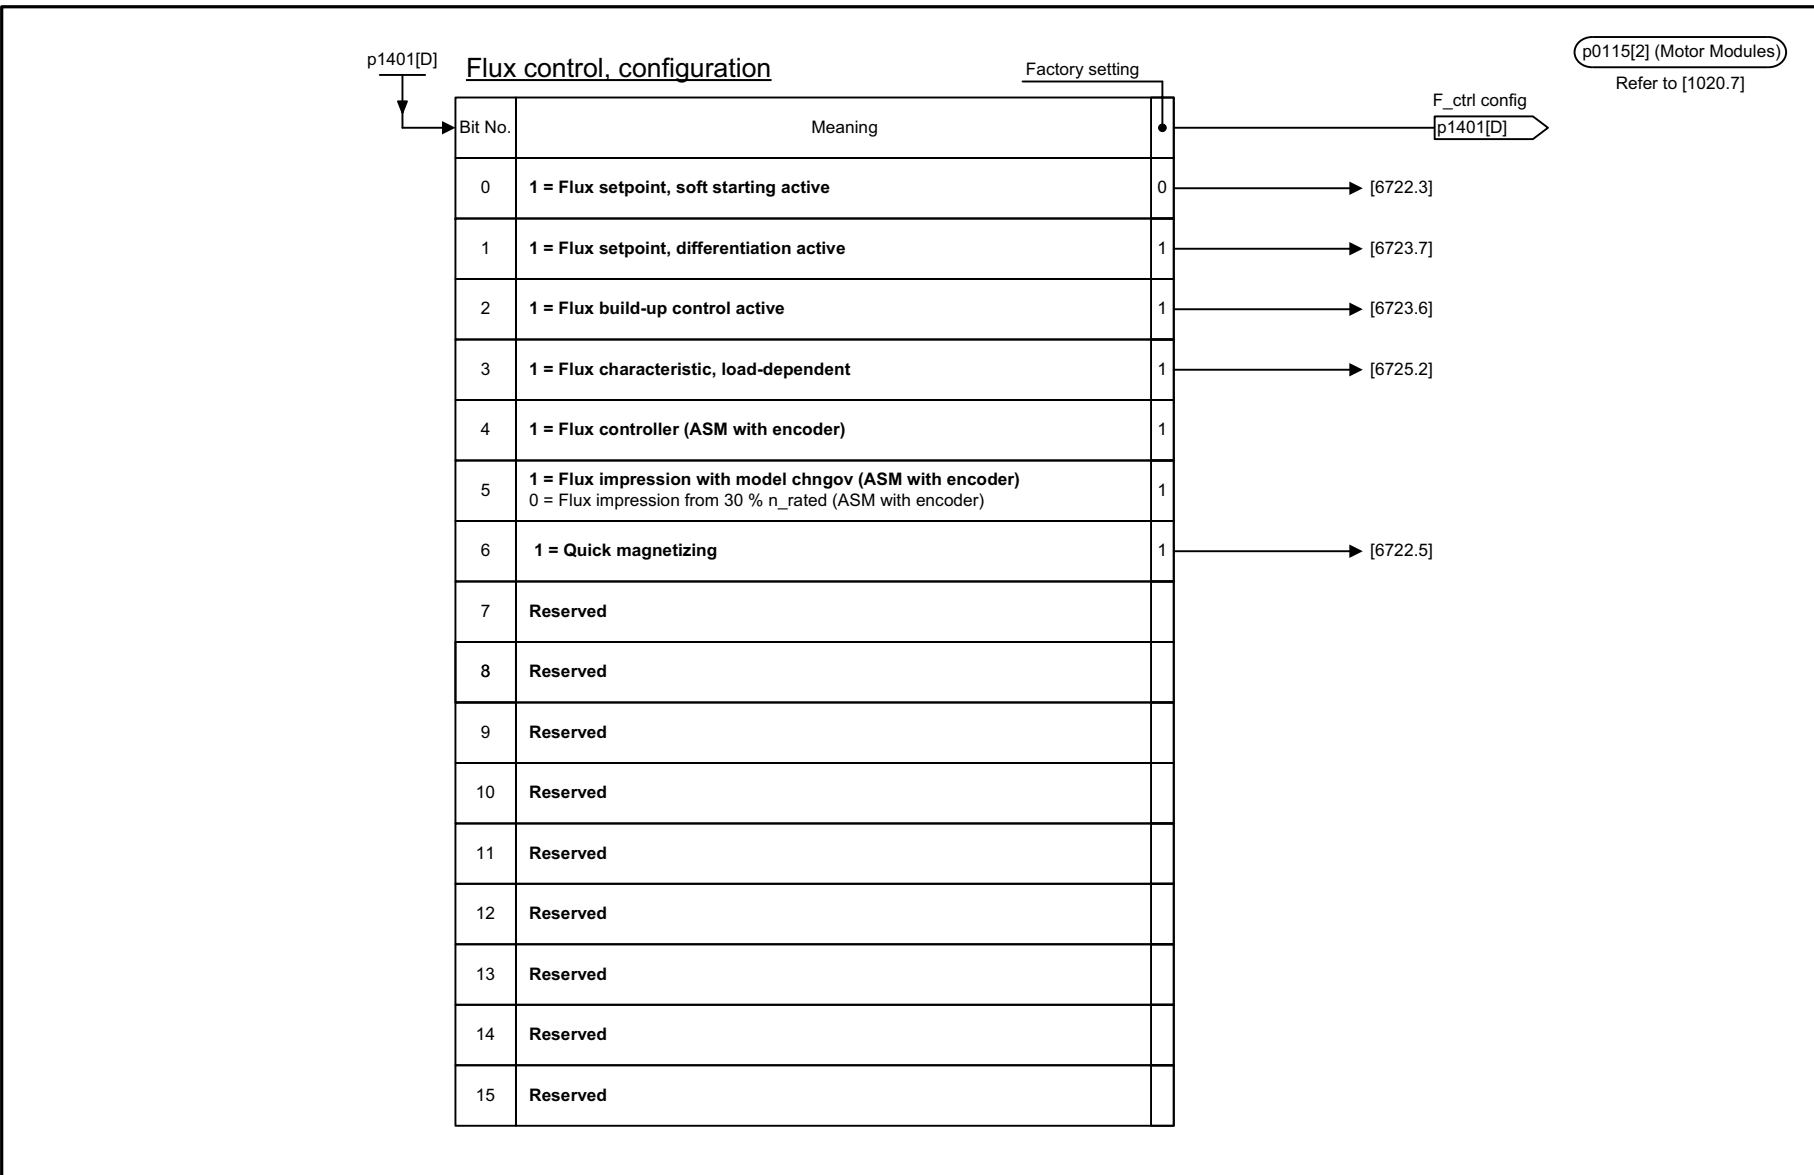 p1401[D]
Flux control, configuration
Factory setting
p0115[2] (Motor Modules)
Refer to [1020.7]
F_ctrl config
p1401[D]
Bit No. Meaning
0 1 = Flux setpoint, soft starting active 0 [6722.3]
1 1 = Flux setpoint, differentiation active 1 [6723.7]
2 1 = Flux build-up control active 1 [6723.6]
3 1 = Flux characteristic, load-dependent 1 [6725.2]
4 1 = Flux controller (ASM with encoder) 1
5 1 = Flux impression with model chngov (ASM with encoder) 1
0 = Flux impression from 30 % n_rated (ASM with encoder)
6 1 = Quick magnetizing 1 [6722.5]
7 Reserved
8 Reserved
9 Reserved
10 Reserved
11 Reserved
12 Reserved
13 Reserved
14 Reserved
15 Reserved